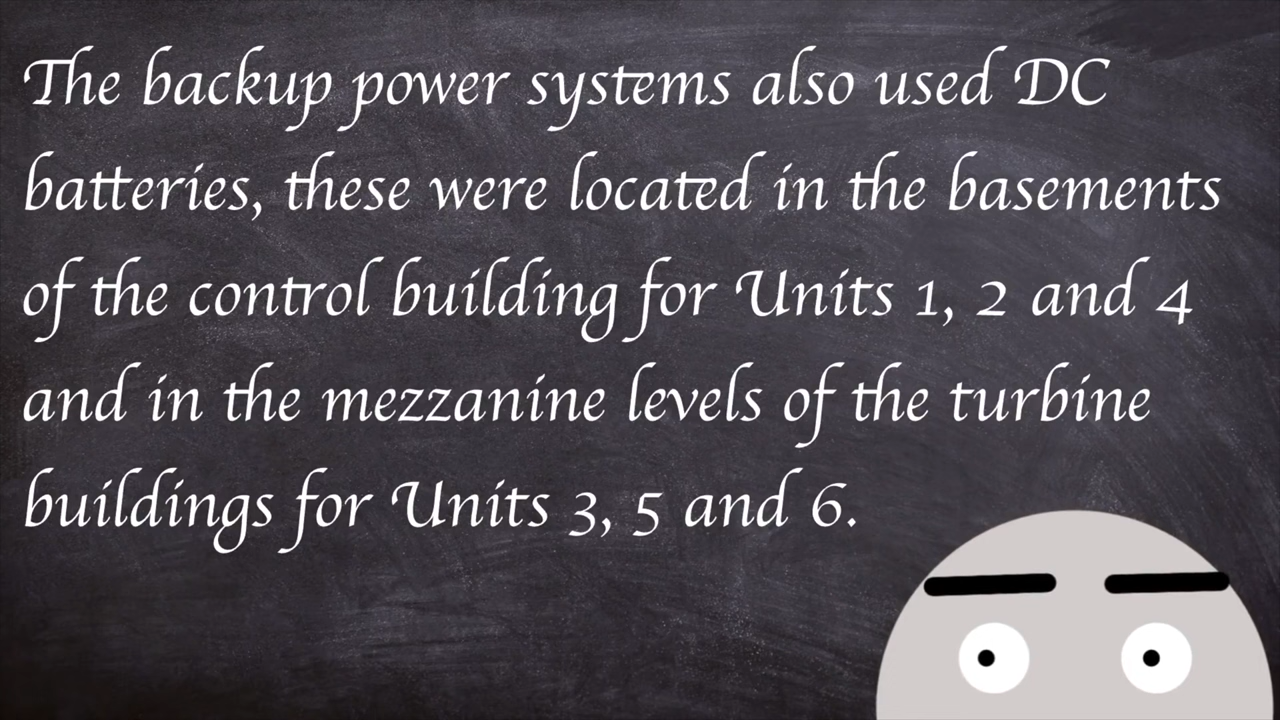 The backup power systems also used DC
batteries, these were located in the basements
of the control building for Units 1, 2 and 4
and in the mezzanine levels of the turbine
buildings for Units 3, 5 and 6.